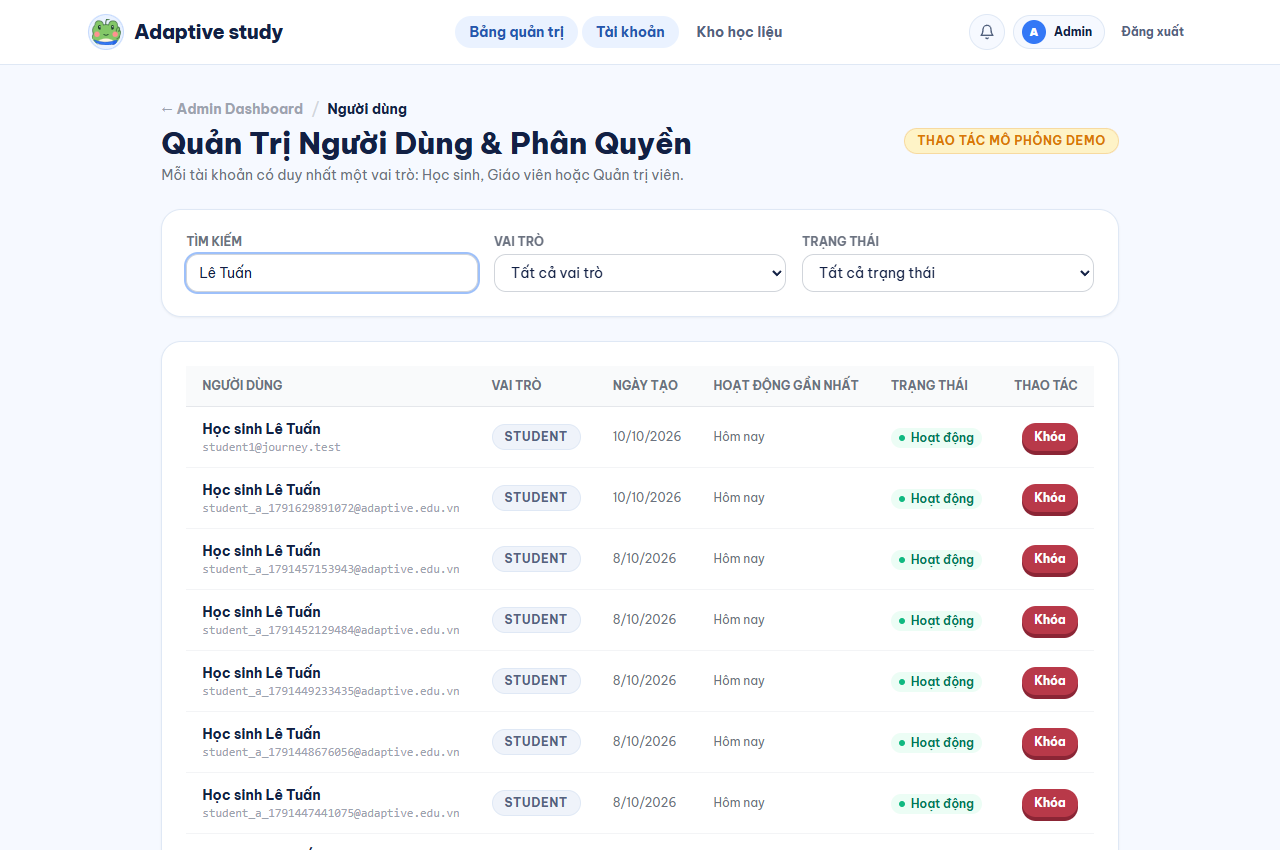 Adaptive study
Bảng quản trị
Tài khoản
Kho học liệu
A
Admin
Đăng xuất
← Admin Dashboard / Người dùng
Quản Trị Người Dùng & Phân Quyền
THAO TÁC MÔ PHỎNG DEMO
Mỗi tài khoản có duy nhất một vai trò: Học sinh, Giáo viên hoặc Quản trị viên.
TÌM KIẾM
VAI TRÒ
TRẠNG THÁI
Lê Tuấn
Tất cả vai trò
Tất cả trạng thái
NGƯỜI DÙNG VAI TRÒ NGÀY TẠO HOẠT ĐỘNG GẦN NHẤT TRẠNG THÁI THAO TÁC
Học sinh Lê Tuấn
student1@journey.test
STUDENT 10/10/2026 Hôm nay Hoạt động Khóa
Học sinh Lê Tuấn
student_a_1791629891072@adaptive.edu.vn
STUDENT 10/10/2026 Hôm nay Hoạt động Khóa
Học sinh Lê Tuấn
student_a_1791457153943@adaptive.edu.vn
STUDENT 8/10/2026 Hôm nay Hoạt động Khóa
Học sinh Lê Tuấn
student_a_1791452129484@adaptive.edu.vn
STUDENT 8/10/2026 Hôm nay Hoạt động Khóa
Học sinh Lê Tuấn
student_a_1791449233435@adaptive.edu.vn
STUDENT 8/10/2026 Hôm nay Hoạt động Khóa
Học sinh Lê Tuấn
student_a_1791448676056@adaptive.edu.vn
STUDENT 8/10/2026 Hôm nay Hoạt động Khóa
Học sinh Lê Tuấn
student_a_1791447441075@adaptive.edu.vn
STUDENT 8/10/2026 Hôm nay Hoạt động Khóa